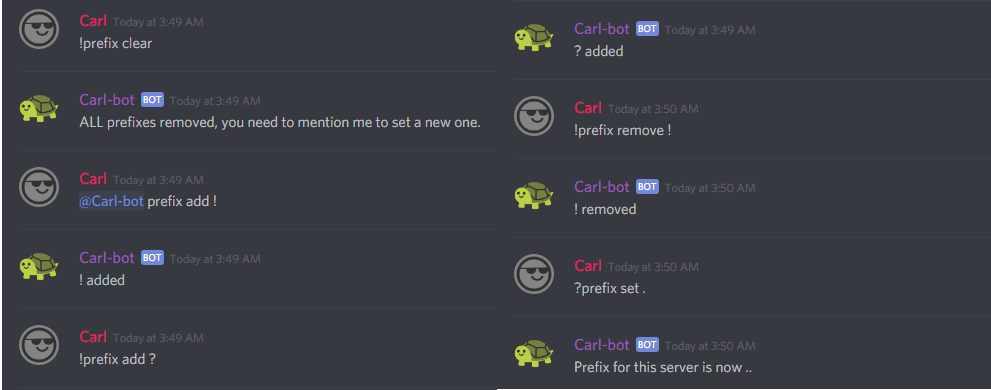 Carl Today at 3:49 AM
!prefix clear
Carl-bot BOT Today at 3:49 AM
ALL prefixes removed, you need to mention me to set a new one.
Carl Today at 3:49 AM
@Carl-bot prefix add !
Carl-bot BOT Today at 3:49 AM
! added
Carl Today at 3:49 AM
!prefix add ?
Carl-bot BOT Today at 3:49 AM
? added
Carl Today at 3:50 AM
!prefix remove !
Carl-bot BOT Today at 3:50 AM
! removed
Carl Today at 3:50 AM
?prefix set .
Carl-bot BOT Today at 3:50 AM
Prefix for this server is now ..